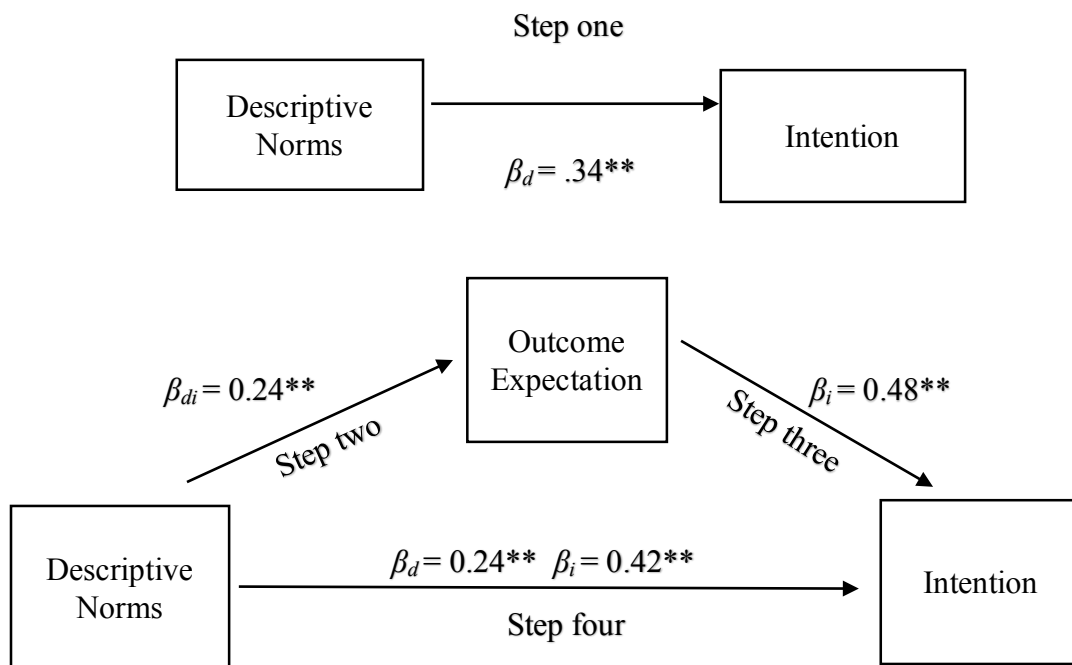 Step one
Descriptive
Norms
Intention
βd = .34**
Outcome
Expectation
βdi = 0.24**
βi = 0.48**
Step two
Step three
Descriptive
Norms
βd = 0.24** βi = 0.42**
Step four
Intention